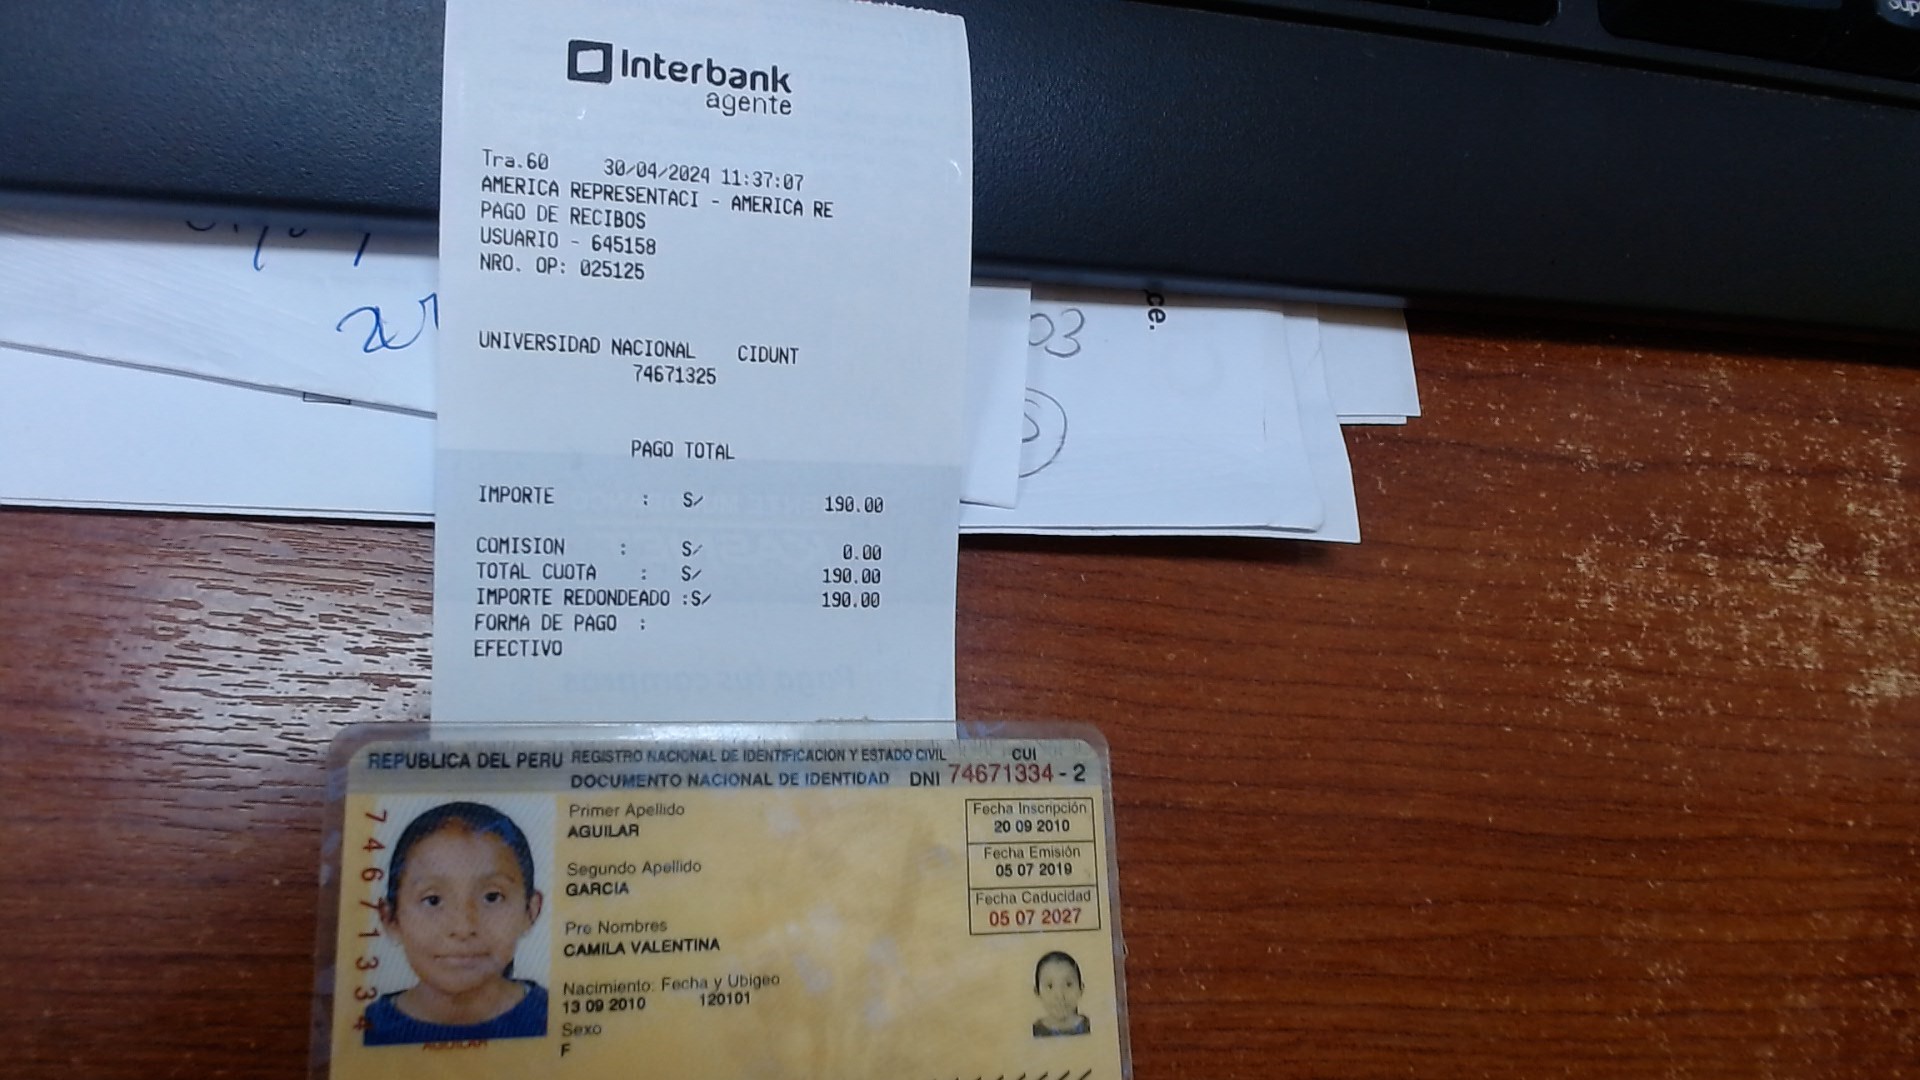 Interbank
agente
Tra.60 30/04/2024 11:37:07
AMERICA REPRESENTACI - AMERICA RE
PAGO DE RECIBOS
USUARIO - 645158
NRO. OP: 025125
UNIVERSIDAD NACIONAL CIDUNT
74671325
PAGO TOTAL
IMPORTE : S/ 190.00
COMISION : S/ 0.00
TOTAL CUOTA : S/ 190.00
IMPORTE REDONDEADO :S/ 190.00
FORMA DE PAGO :
EFECTIVO
03
ce.
REPUBLICA DEL PERU REGISTRO NACIONAL DE IDENTIFICACION Y ESTADO CIVIL CUI
DOCUMENTO NACIONAL DE IDENTIDAD DNI 74671334 - 2
74671334
Primer Apellido
AGUILAR
Segundo Apellido
GARCIA
Pre Nombres
CAMILA VALENTINA
Nacimiento: Fecha y Ubigeo
13 09 2010 120101
Sexo
F
Fecha Inscripción
20 09 2010
Fecha Emisión
05 07 2019
Fecha Caducidad
05 07 2027
AGUILAR